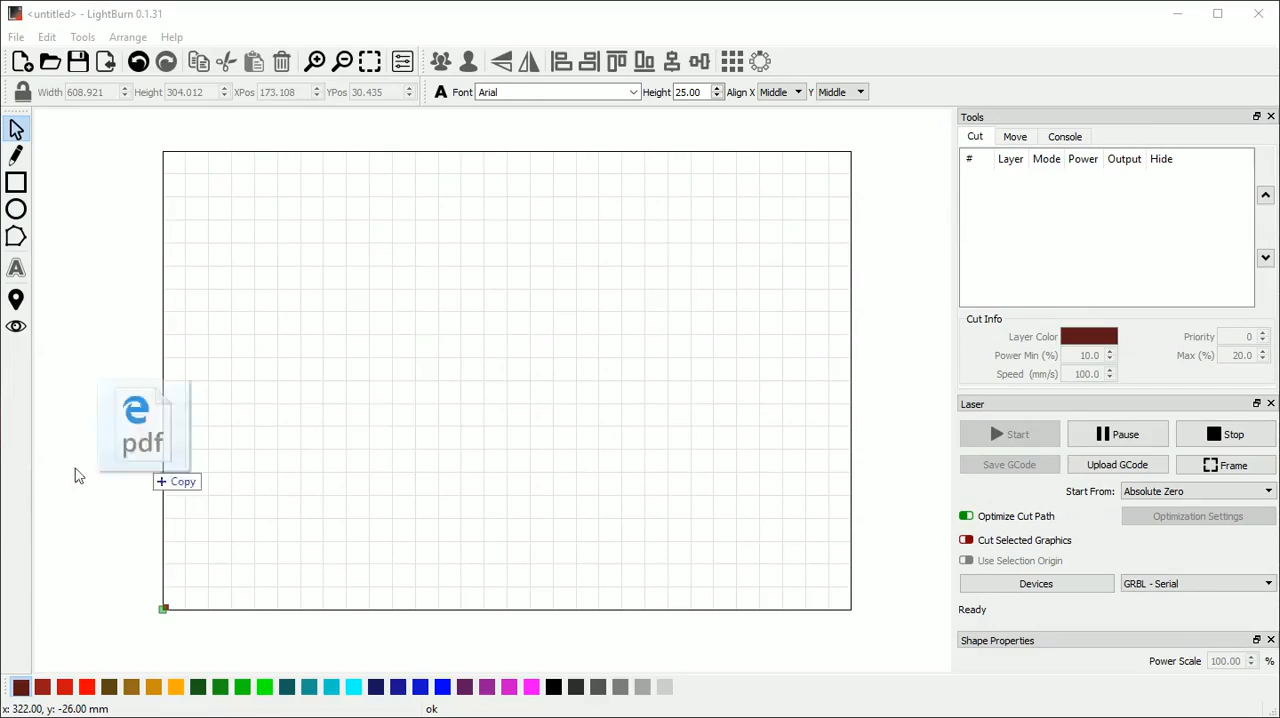 <untitled> - LightBurn 0.1.31
File Edit Tools Arrange Help
Width 608.921 Height 304.012 XPos 173.108 YPos 30.435 A Font Arial Height 25.00 Align X Middle Y Middle
Tools
Cut Move Console
# Layer Mode Power Output Hide
Cut Info
Layer Color Priority 0
Power Min (%) 10.0 Max (%) 20.0
Speed (mm/s) 100.0
pdf
+ Copy
Laser
Start Pause Stop
Save GCode Upload GCode Frame
Start From: Absolute Zero
Optimize Cut Path Optimization Settings
Cut Selected Graphics
Use Selection Origin
Devices GRBL - Serial
Ready
Shape Properties
Power Scale 100.00 %
x: 322.00, y: -26.00 mm ok